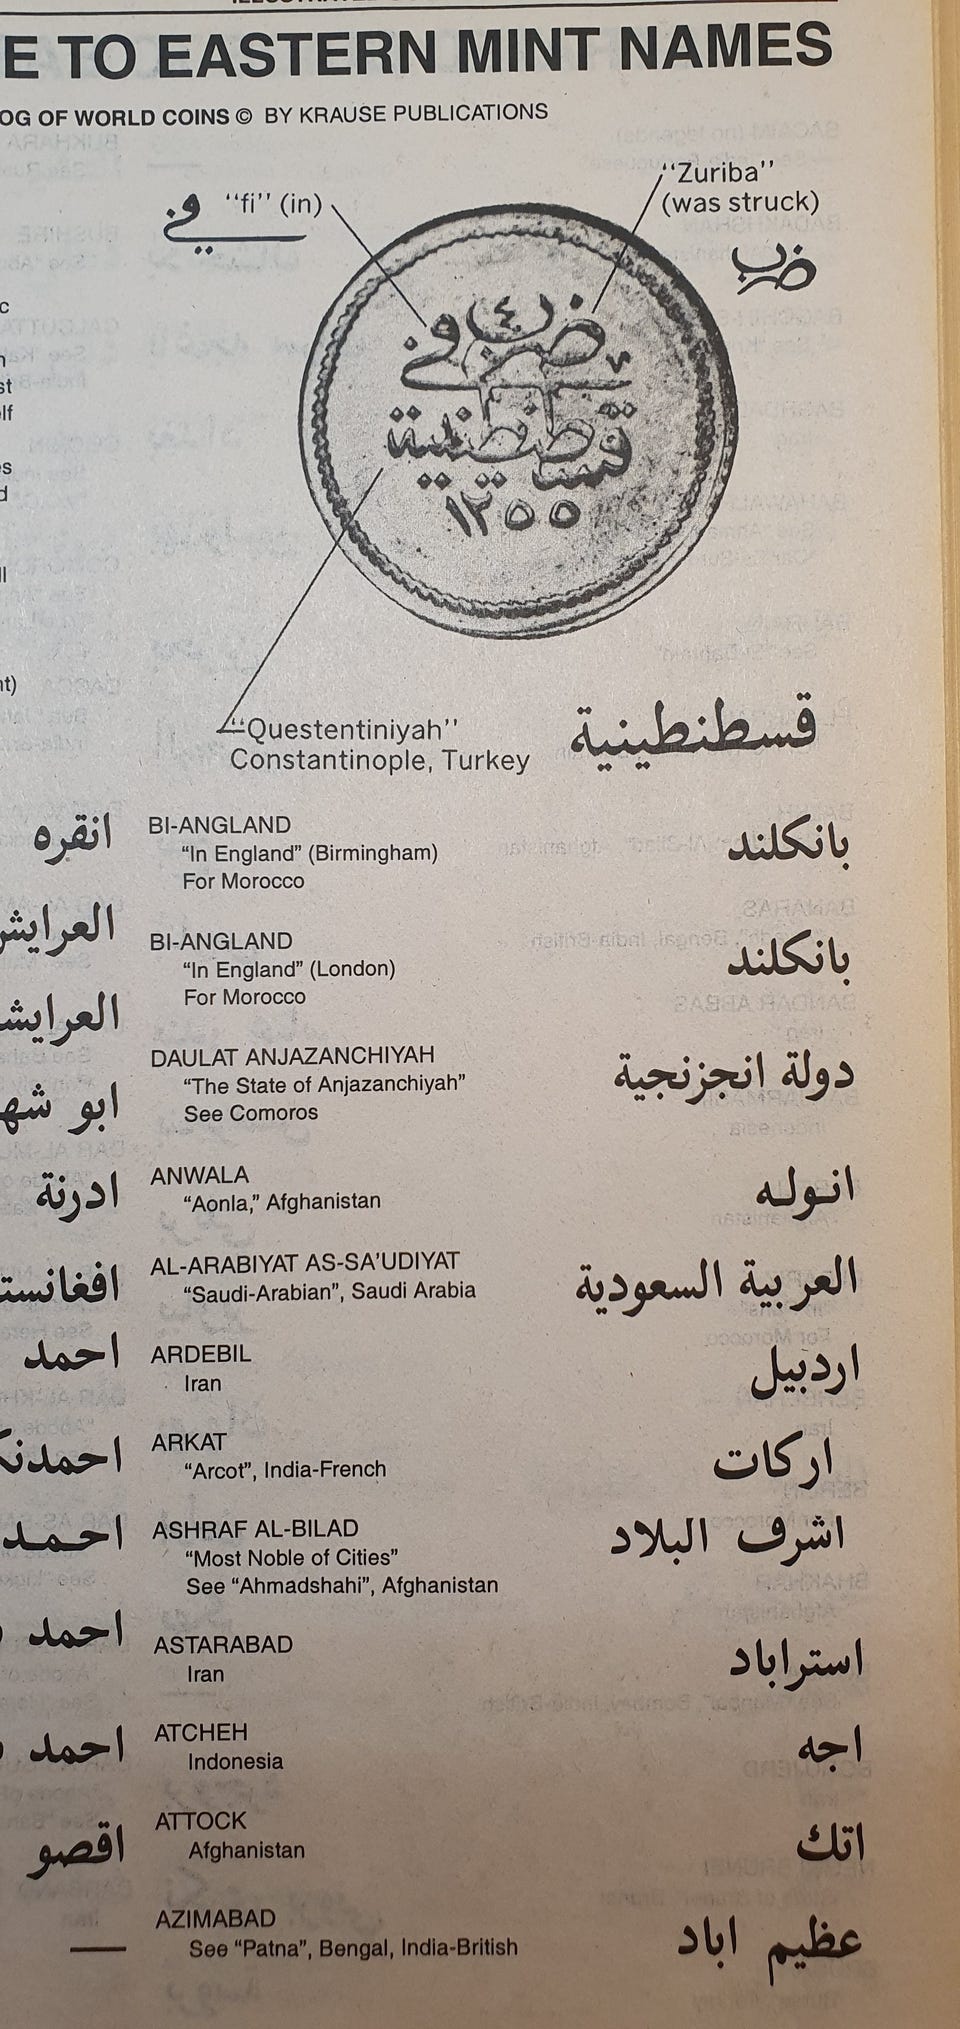 E TO EASTERN MINT NAMES
OG OF WORLD COINS © BY KRAUSE PUBLICATIONS
في
“fi” (in)
“Zuriba”
(was struck)
ضرب
ضرب
٤
في
قسطنطينية
١٢٥٥
“Questentiniyah”
Constantinople, Turkey
قسطنطينية
انقره
العرايش
ادرنة
احمد
اقصو
BI-ANGLAND بانكلند
“In England” (Birmingham)
For Morocco
BI-ANGLAND بانكلند
“In England” (London)
For Morocco
DAULAT ANJAZANCHIYAH دولة انجزنجية
“The State of Anjazanchiyah”
See Comoros
ANWALA انوله
“Aonla,” Afghanistan
AL-ARABIYAT AS-SA’UDIYAT العربية السعودية
“Saudi-Arabian”, Saudi Arabia
ARDEBIL اردبيل
Iran
ARKAT اركات
“Arcot”, India-French
ASHRAF AL-BILAD اشرف البلاد
“Most Noble of Cities”
See “Ahmadshahi”, Afghanistan
ASTARABAD استراباد
Iran
ATCHEH اجه
Indonesia
ATTOCK اتك
Afghanistan
AZIMABAD عظيم اباد
See “Patna”, Bengal, India-British